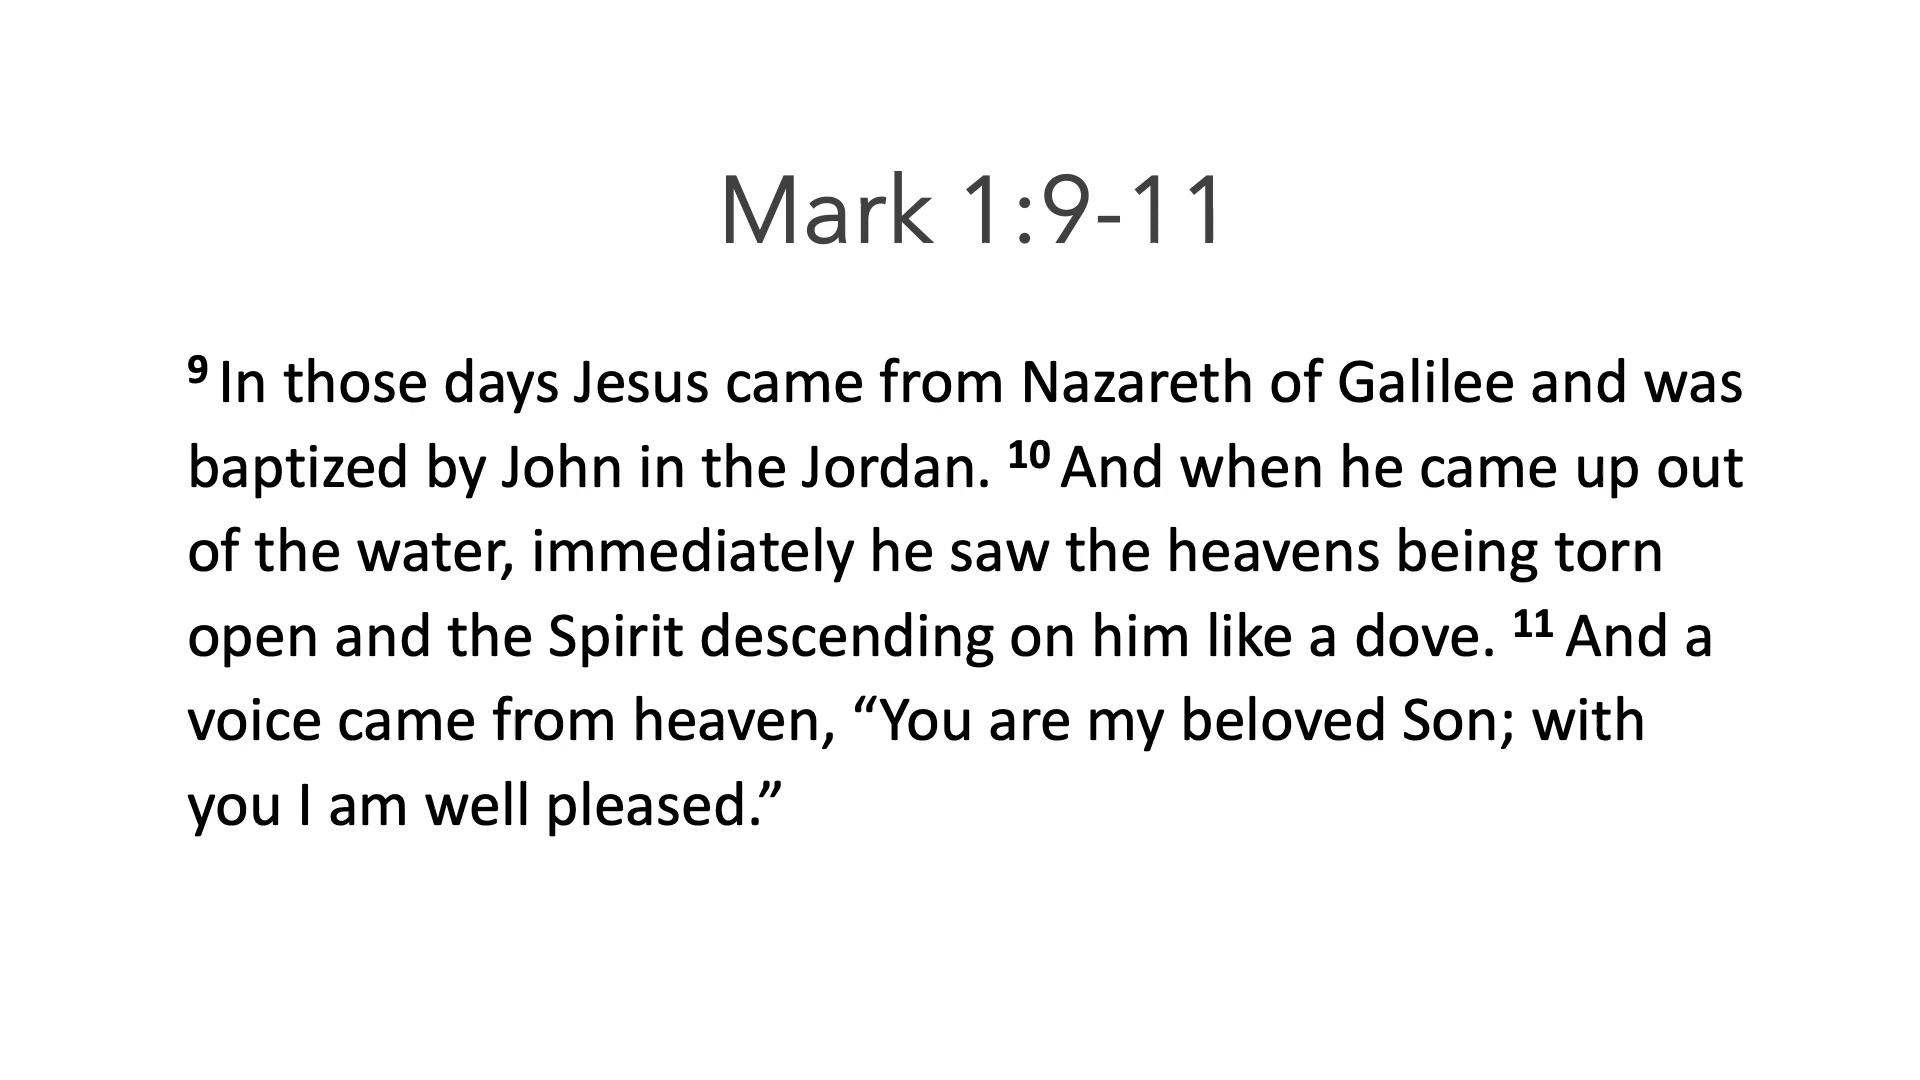 Mark 1:9-11
⁹ In those days Jesus came from Nazareth of Galilee and was
baptized by John in the Jordan. ¹⁰ And when he came up out
of the water, immediately he saw the heavens being torn
open and the Spirit descending on him like a dove. ¹¹ And a
voice came from heaven, “You are my beloved Son; with
you I am well pleased.”